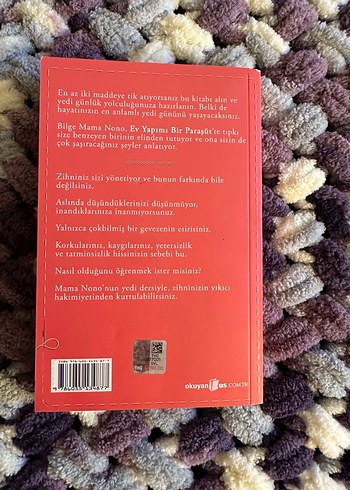 En az iki maddeye tik atıyorsanız bu kitabı alın ve
yedi günlük yolculuğunuza hazırlanın. Belki de
hayatınızın en anlamlı yedi gününü yaşayacaksınız.
Bilge Mama Nono, Ev Yapımı Bir Paraşüt'te tıpkı
size benzeyen birinin elinden tutuyor ve ona sizin de
çok şaşıracağınız şeyler anlatıyor.
Zihniniz sizi yönetiyor ve bunun farkında bile
değilsiniz.
Aslında düşündüklerinizi düşünmüyor,
inandıklarınıza inanmıyorsunuz.
Yalnızca çokbilmiş bir gevezenin esirisiniz.
Korkularınız, kaygılarınız, yetersizlik
ve tatminsizlik hissinizin sebebi bu.
Nasıl olduğunu öğrenmek ister misiniz?
Mama Nono'nun yedi dersiyle, zihninizin yıkıcı
hakimiyetinden kurtulabilirsiniz.
okuyanus.COM.TR